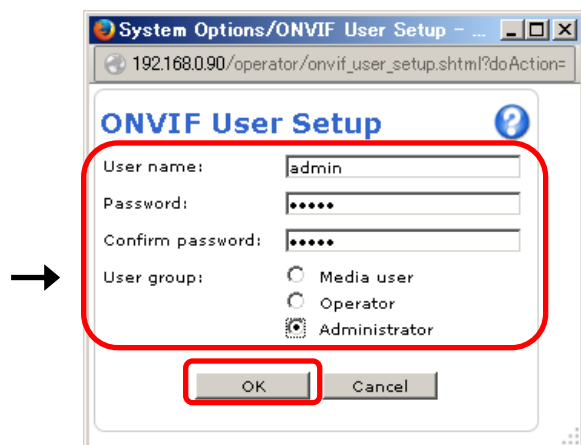 System Options/ONVIF User Setup - ...
192.168.0.90/operator/onvif_user_setup.shtml?doAction=
ONVIF User Setup
User name: admin
Password: •••••
Confirm password: •••••
User group: Media user
Operator
Administrator
OK Cancel